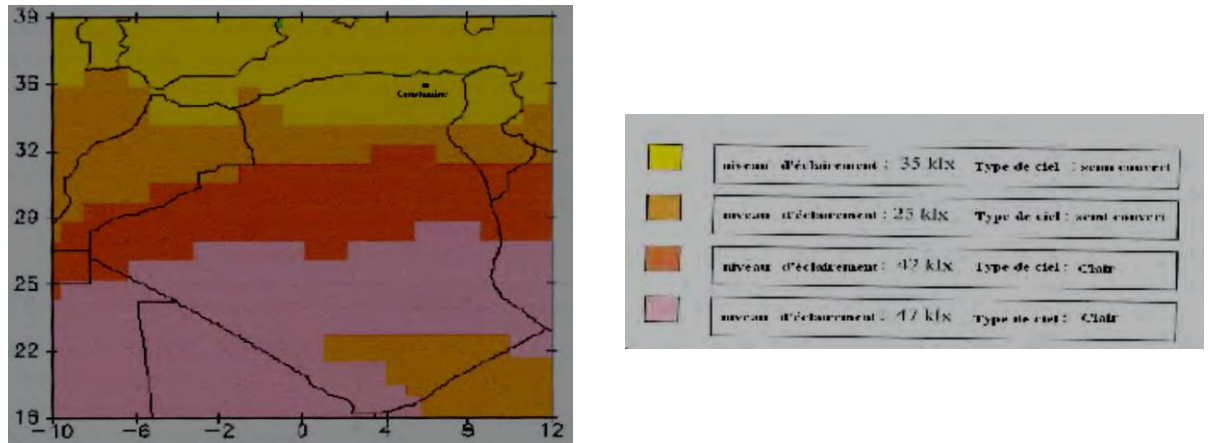 39
35
32
29
25
22
18
-10 -6 -2 0 4 8 12
Constantine
niveau d'éclairement : 35 klx Type de ciel : semi couvert
niveau d'éclairement : 25 klx Type de ciel : semi couvert
niveau d'éclairement : 42 klx Type de ciel : Clair
niveau d'éclairement : 47 klx Type de ciel : Clair